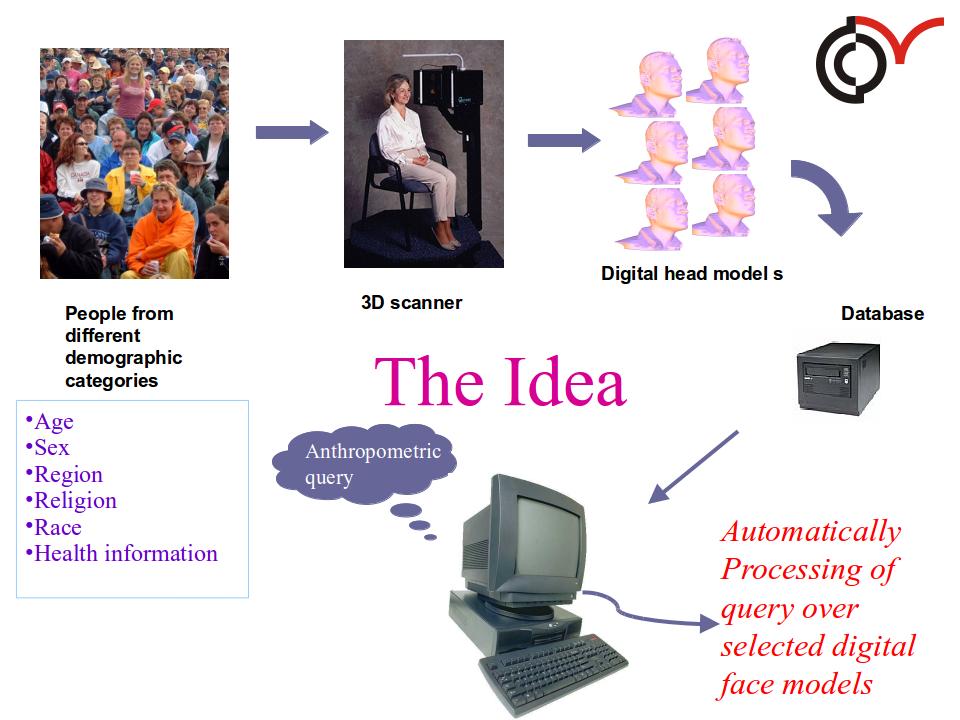 Digital head model s
3D scanner
People from
different
demographic
categories
Database
The Idea
•Age
•Sex
•Region
•Religion
•Race
•Health information
Anthropometric
query
Automatically
Processing of
query over
selected digital
face models